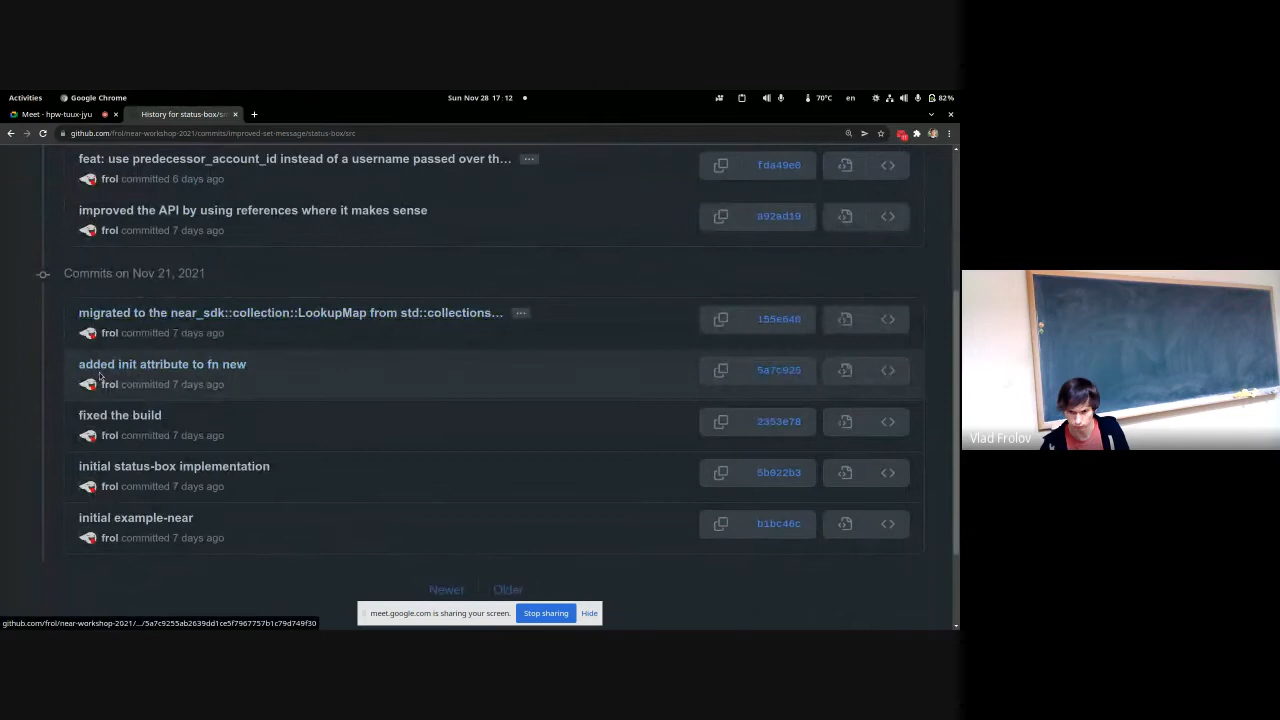 Activities
Google Chrome
Sun Nov 28 17:12
70°C
en
82%
Meet - hpw-tuux-jyu
History for status-box/sr
github.com/frol/near-workshop-2021/commits/improved-set-message/status-box/src
feat: use predecessor_account_id instead of a username passed over th…
frol committed 6 days ago
fda49e0
improved the API by using references where it makes sense
frol committed 7 days ago
a92ad19
Commits on Nov 21, 2021
migrated to the near_sdk::collection::LookupMap from std::collections…
frol committed 7 days ago
155e640
added init attribute to fn new
frol committed 7 days ago
5a7c925
fixed the build
frol committed 7 days ago
2353e78
initial status-box implementation
frol committed 7 days ago
5b022b3
initial example-near
frol committed 7 days ago
b1bc46c
Newer
Older
meet.google.com is sharing your screen.
Stop sharing
Hide
github.com/frol/near-workshop-2021/…/5a7c9255ab2639dd1ce5f7967757b1c79d749f30
Vlad Frolov